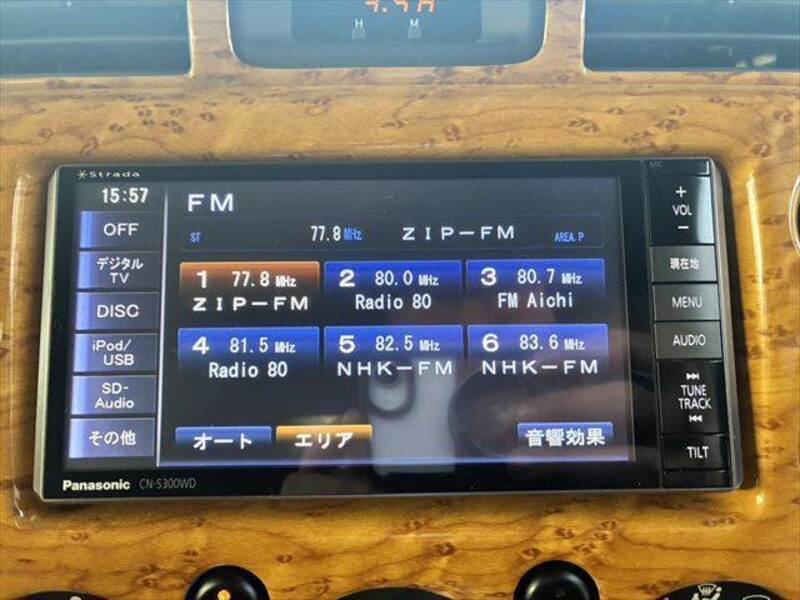 H M
Strada
MIC
15:57
FM
ST 77.8 MHz ZIP-FM AREA.P
OFF
デジタル
TV
DISC
iPod/
USB
SD-
Audio
その他
1 77.8 MHz
ZIP-FM
2 80.0 MHz
Radio 80
3 80.7 MHz
FM Aichi
4 81.5 MHz
Radio 80
5 82.5 MHz
NHK-FM
6 83.6 MHz
NHK-FM
オート エリア 音響効果
+
VOL
−
現在地
MENU
AUDIO
TUNE
TRACK
TILT
Panasonic CN-S300WD